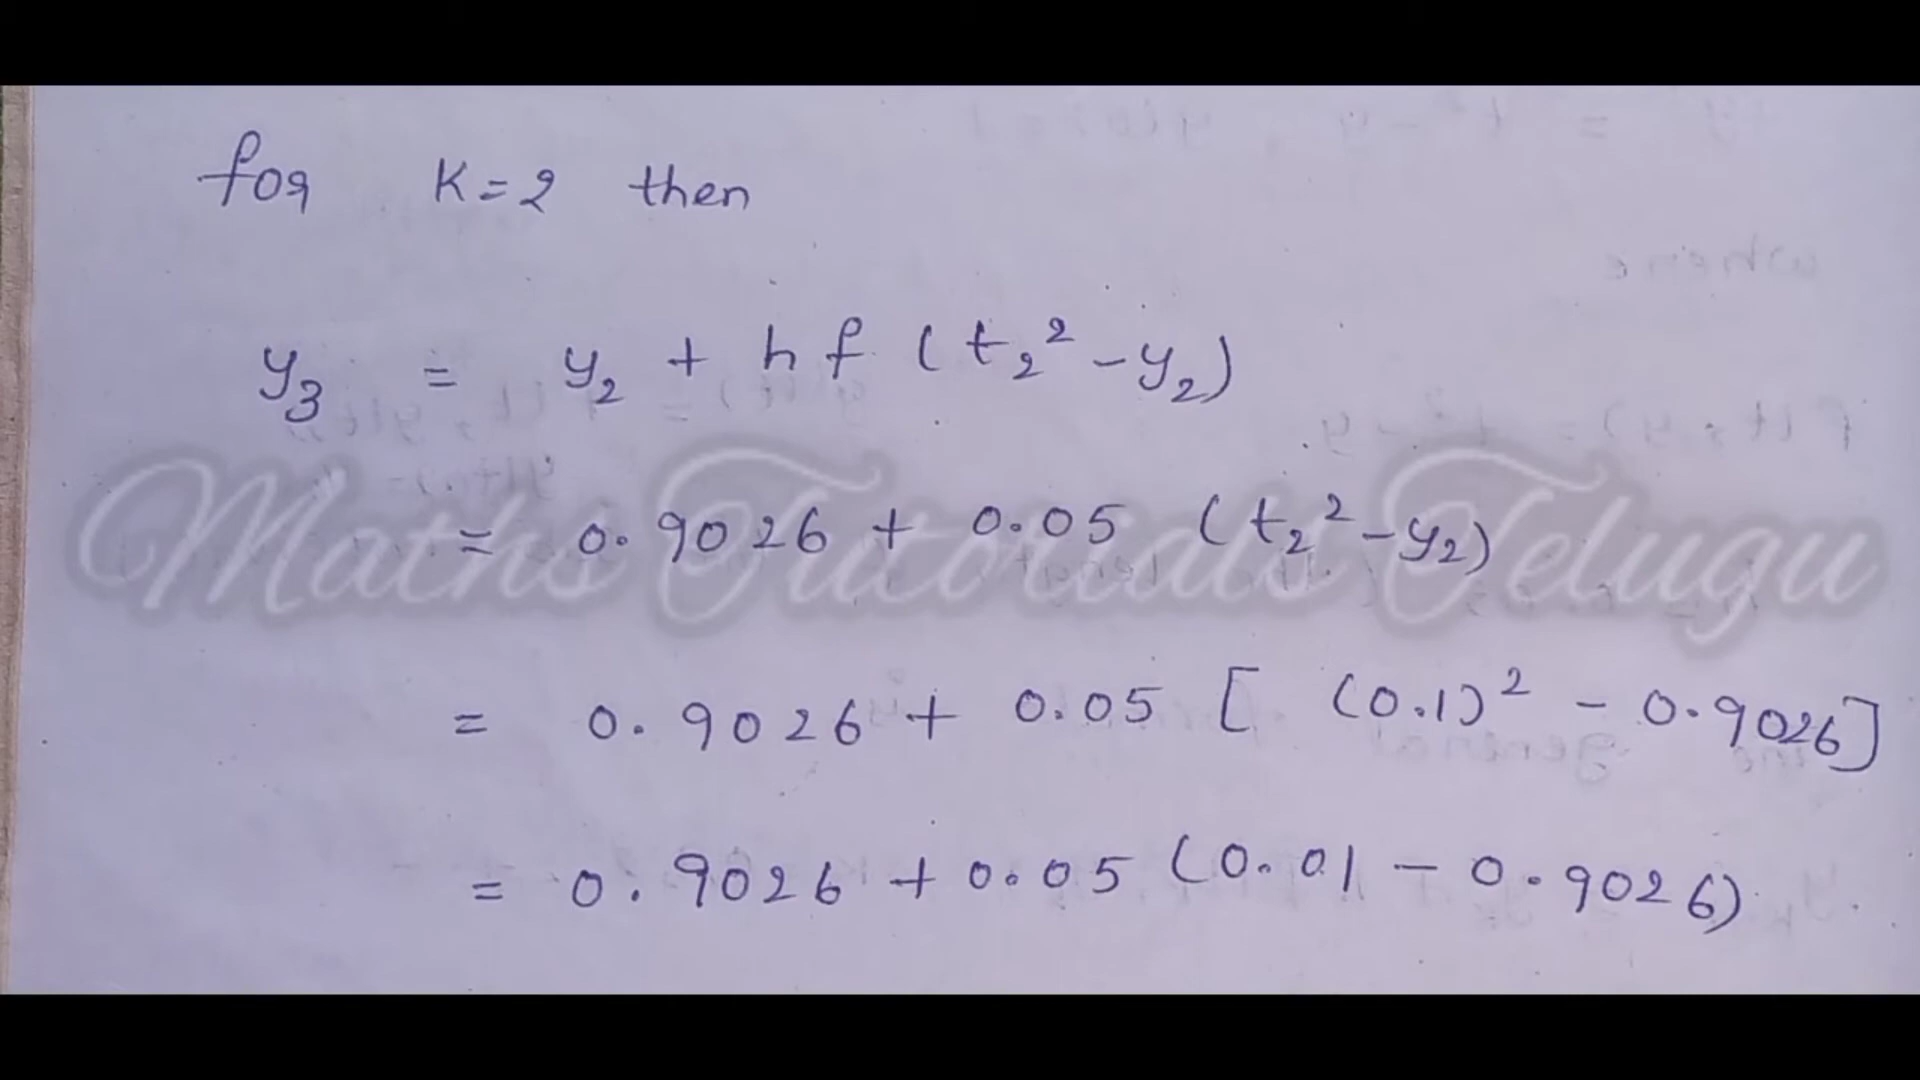 for K=2 then
y₃ = y₂ + hf (t₂² - y₂)
= 0.9026 + 0.05 (t₂² - y₂)
Maths Tutorials Telugu
= 0.9026 + 0.05 [ (0.1)² - 0.9026]
= 0.9026 + 0.05 (0.01 - 0.9026)